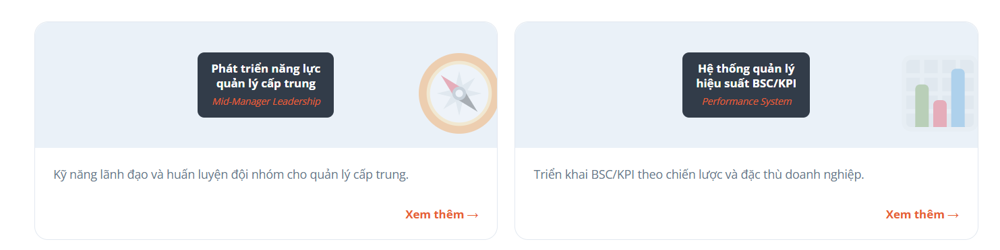 Phát triển năng lực
quản lý cấp trung
Mid-Manager Leadership
Kỹ năng lãnh đạo và huấn luyện đội nhóm cho quản lý cấp trung.
Xem thêm →
Hệ thống quản lý
hiệu suất BSC/KPI
Performance System
Triển khai BSC/KPI theo chiến lược và đặc thù doanh nghiệp.
Xem thêm →